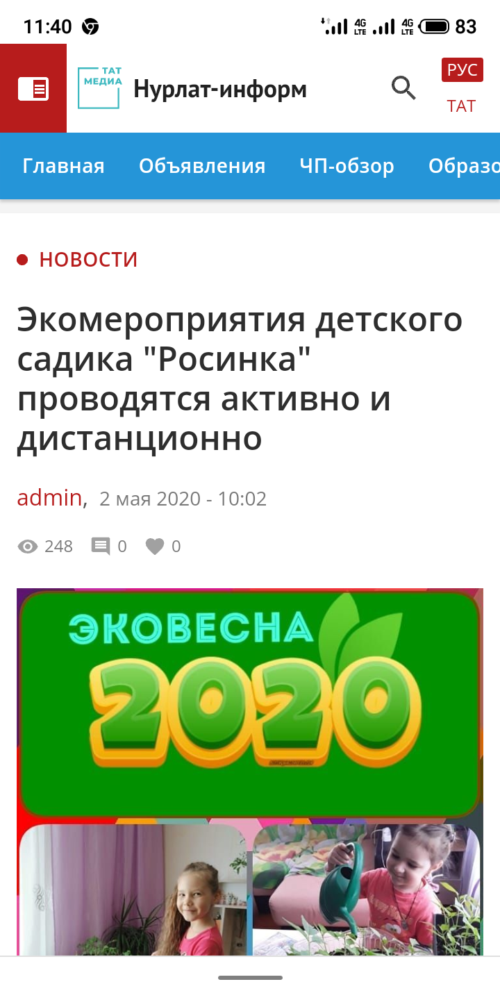 11:40
4G
LTE
4G
LTE
83
ТАТ
МЕДИА
Нурлат-информ
РУС
ТАТ
Главная
Объявления
ЧП-обзор
Образо
НОВОСТИ
Экомероприятия детского
садика "Росинка"
проводятся активно и
дистанционно
admin, 2 мая 2020 - 10:02
248
0
0
ЭКОВЕСНА
2020